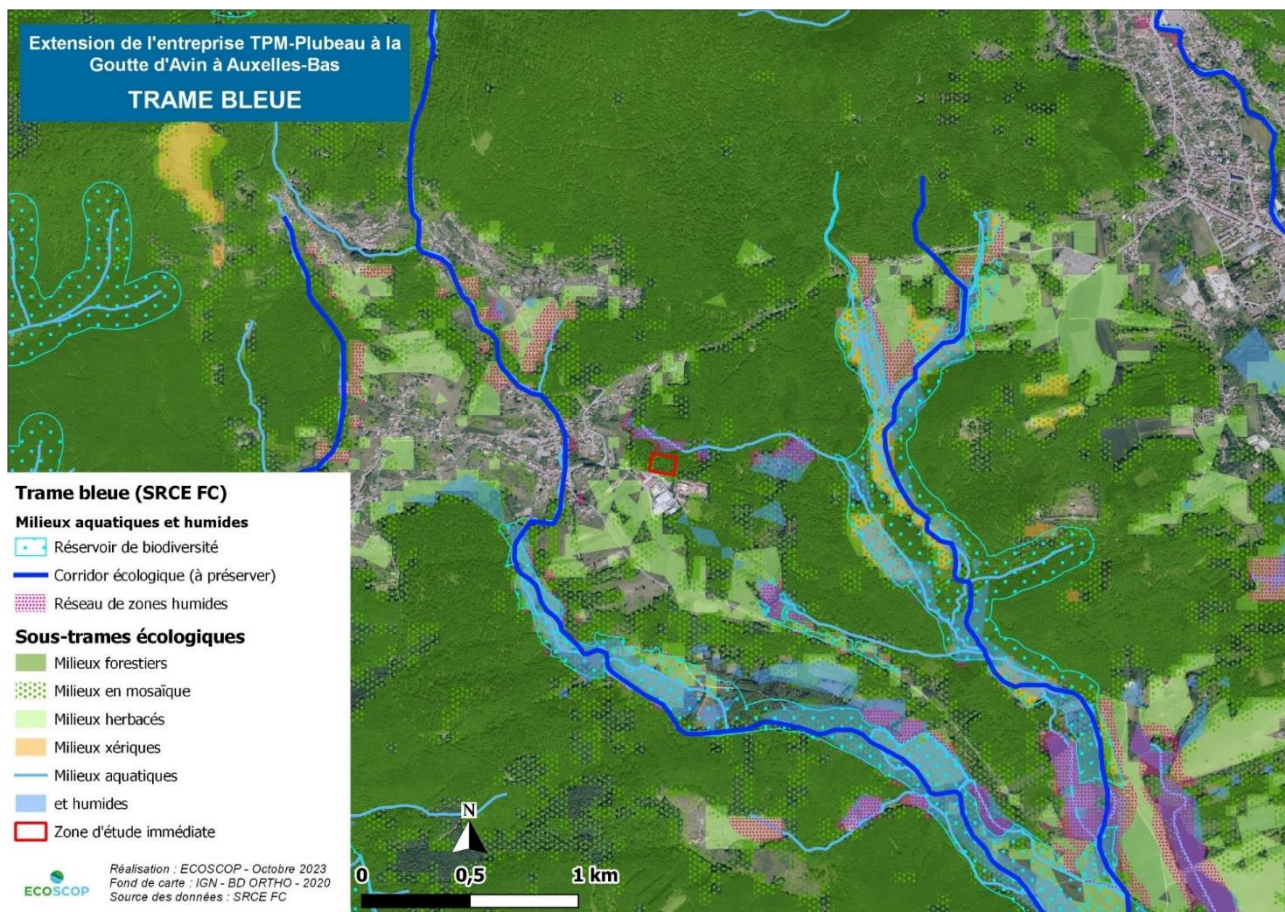 Extension de l'entreprise TPM-Plubeau à la
Goutte d'Avin à Auxelles-Bas
TRAME BLEUE
Trame bleue (SRCE FC)
Milieux aquatiques et humides
Réservoir de biodiversité
Corridor écologique (à préserver)
Réseau de zones humides
Sous-trames écologiques
Milieux forestiers
Milieux en mosaïque
Milieux herbacés
Milieux xériques
Milieux aquatiques
et humides
Zone d'étude immédiate
N
0 0,5 1 km
ECOSCOP
Réalisation : ECOSCOP - Octobre 2023
Fond de carte : IGN - BD ORTHO - 2020
Source des données : SRCE FC